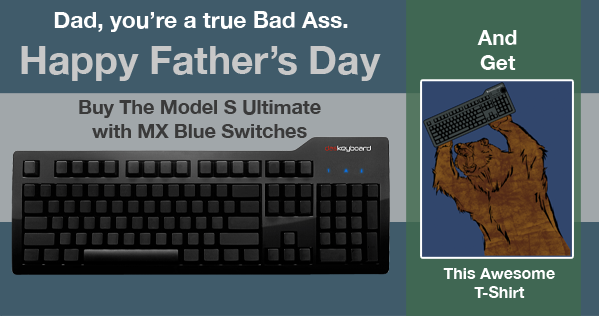 Dad, you're a true Bad Ass.
Happy Father's Day
Buy The Model S Ultimate
with MX Blue Switches
daskeyboard
And
Get
This Awesome
T-Shirt